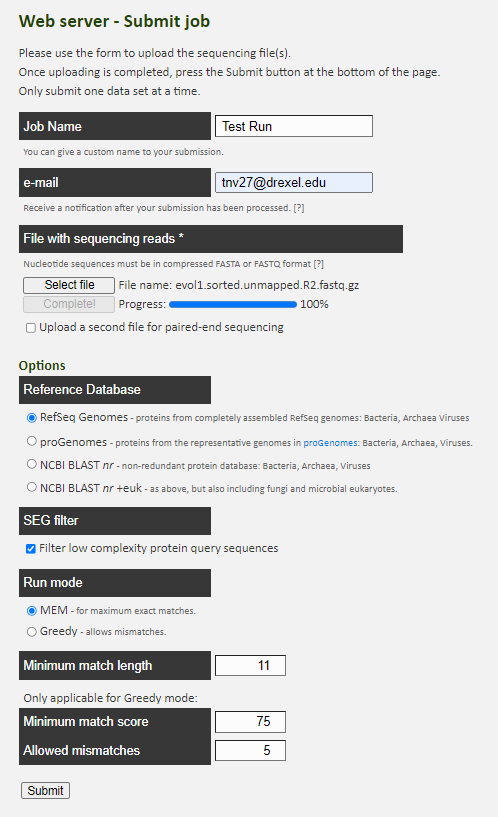 Web server - Submit job
Please use the form to upload the sequencing file(s).
Once uploading is completed, press the Submit button at the bottom of the page.
Only submit one data set at a time.
Job Name Test Run
You can give a custom name to your submission.
e-mail tnv27@drexel.edu
Receive a notification after your submission has been processed. [?]
File with sequencing reads *
Nucleotide sequences must be in compressed FASTA or FASTQ format [?]
Select file File name: evol1.sorted.unmapped.R2.fastq.gz
Complete! Progress: 100%
Upload a second file for paired-end sequencing
Options
Reference Database
RefSeq Genomes - proteins from completely assembled RefSeq genomes: Bacteria, Archaea Viruses
proGenomes - proteins from the representative genomes in proGenomes: Bacteria, Archaea, Viruses.
NCBI BLAST nr - non-redundant protein database: Bacteria, Archaea, Viruses
NCBI BLAST nr +euk - as above, but also including fungi and microbial eukaryotes.
SEG filter
Filter low complexity protein query sequences
Run mode
MEM - for maximum exact matches.
Greedy - allows mismatches.
Minimum match length 11
Only applicable for Greedy mode:
Minimum match score 75
Allowed mismatches 5
Submit